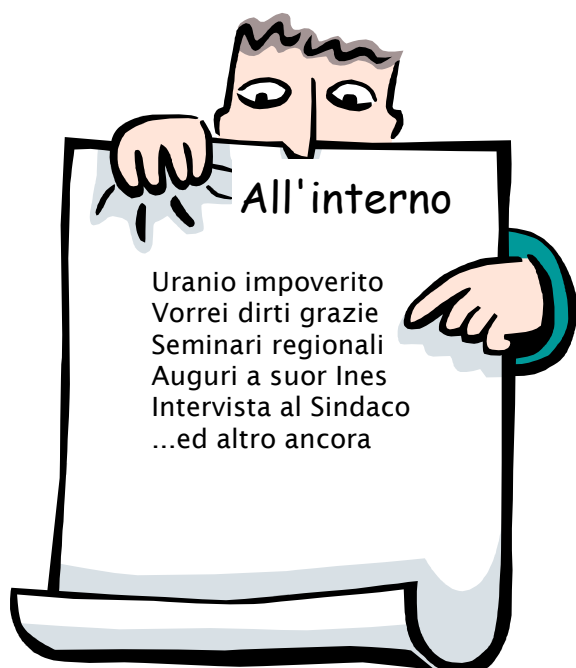 All'interno
Uranio impoverito
Vorrei dirti grazie
Seminari regionali
Auguri a suor Ines
Intervista al Sindaco
...ed altro ancora